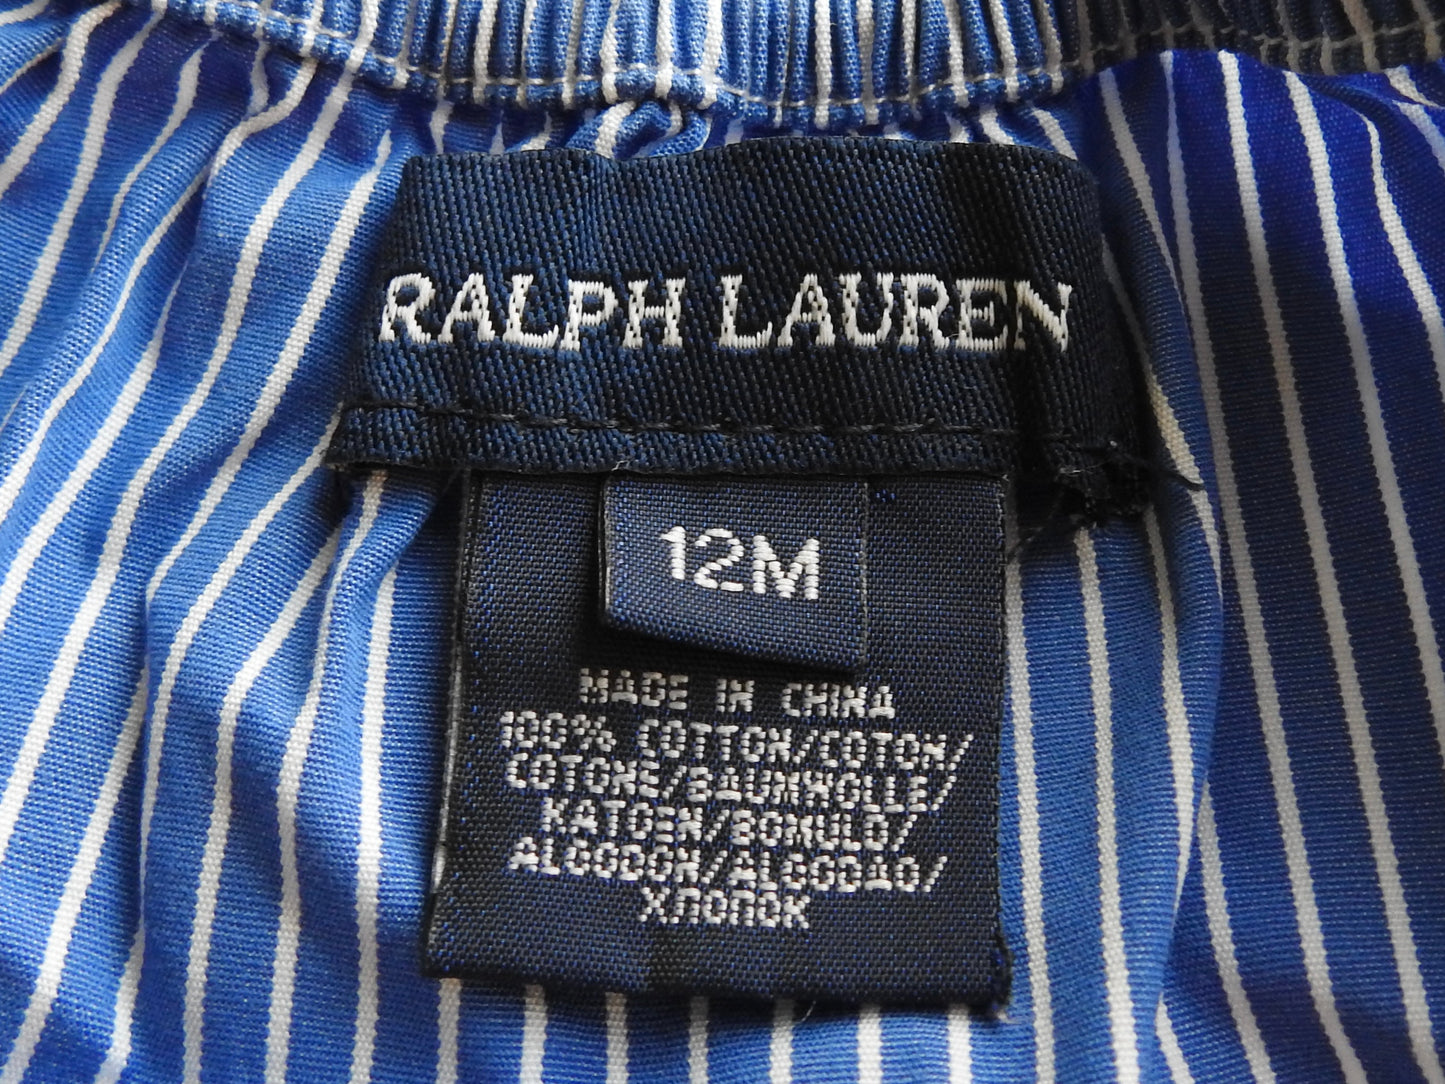 RALPH LAUREN
12M
MADE IN CHINA
100% COTTON/COTON/
COTONE/BAUMWOLLE/
KATOEN/BOMULD/
ALGODON/ALGODAO/
ХЛОПОК